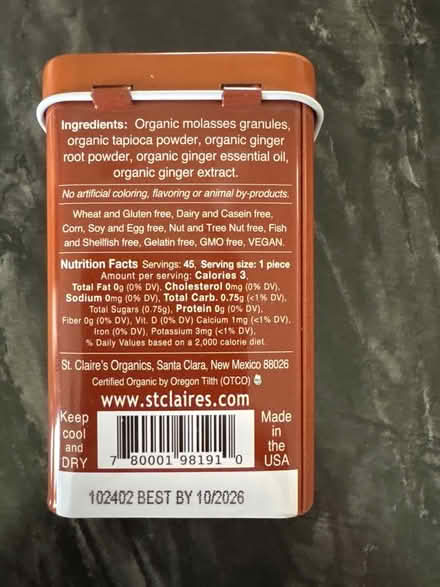 Ingredients: Organic molasses granules,
organic tapioca powder, organic ginger
root powder, organic ginger essential oil,
organic ginger extract.
No artificial coloring, flavoring or animal by-products.
Wheat and Gluten free, Dairy and Casein free,
Corn, Soy and Egg free, Nut and Tree Nut free, Fish
and Shellfish free, Gelatin free, GMO free, VEGAN.
Nutrition Facts Servings: 45, Serving size: 1 piece
Amount per serving: Calories 3,
Total Fat 0g (0% DV), Cholesterol 0mg (0% DV),
Sodium 0mg (0% DV), Total Carb. 0.75g (<1% DV),
Total Sugars (0.75g), Protein 0g (0% DV),
Fiber 0g (0% DV), Vit. D (0% DV) Calcium 1mg (<1% DV),
Iron (0% DV), Potassium 3mg (<1% DV),
% Daily Values based on a 2,000 calorie diet.
St. Claire's Organics, Santa Clara, New Mexico 88026
Certified Organic by Oregon Tilth (OTCO)
www.stclaires.com
Keep
cool
and
DRY
7 80001 98191 0
Made
in
the
USA
102402 BEST BY 10/2026